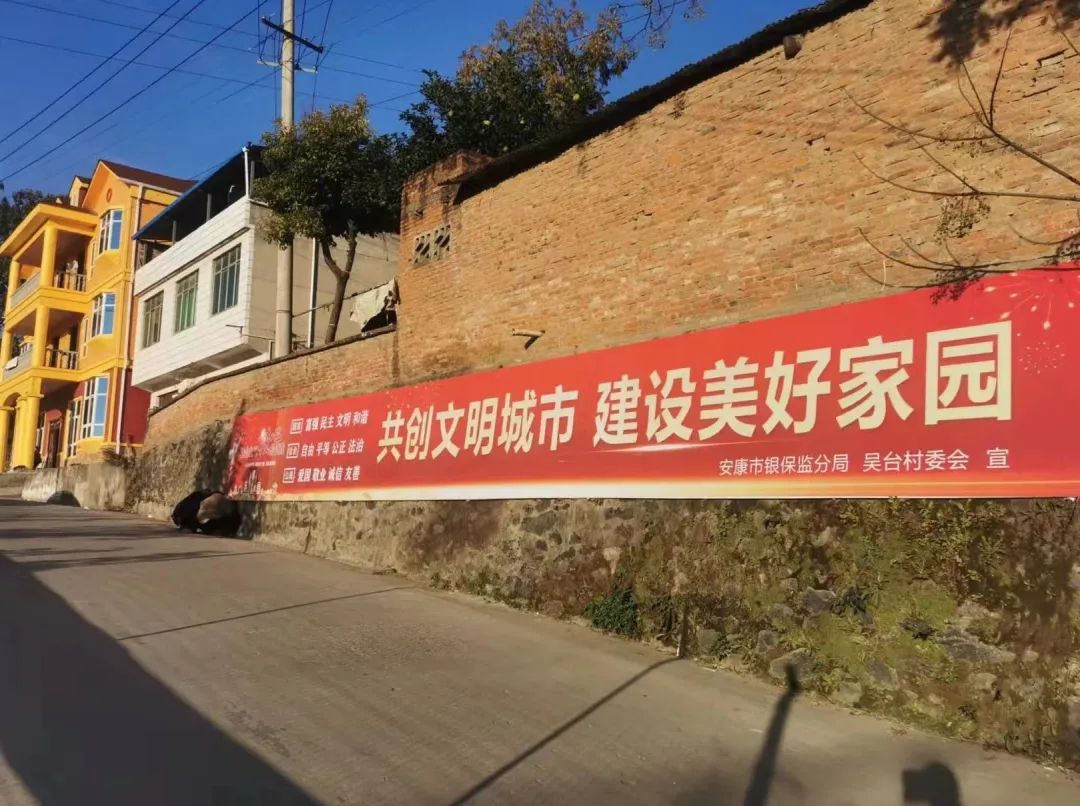 富强 民主 文明 和谐
自由 平等 公正 法治
爱国 敬业 诚信 友善
共创文明城市 建设美好家园
安康市银保监分局 吴台村委会 宣